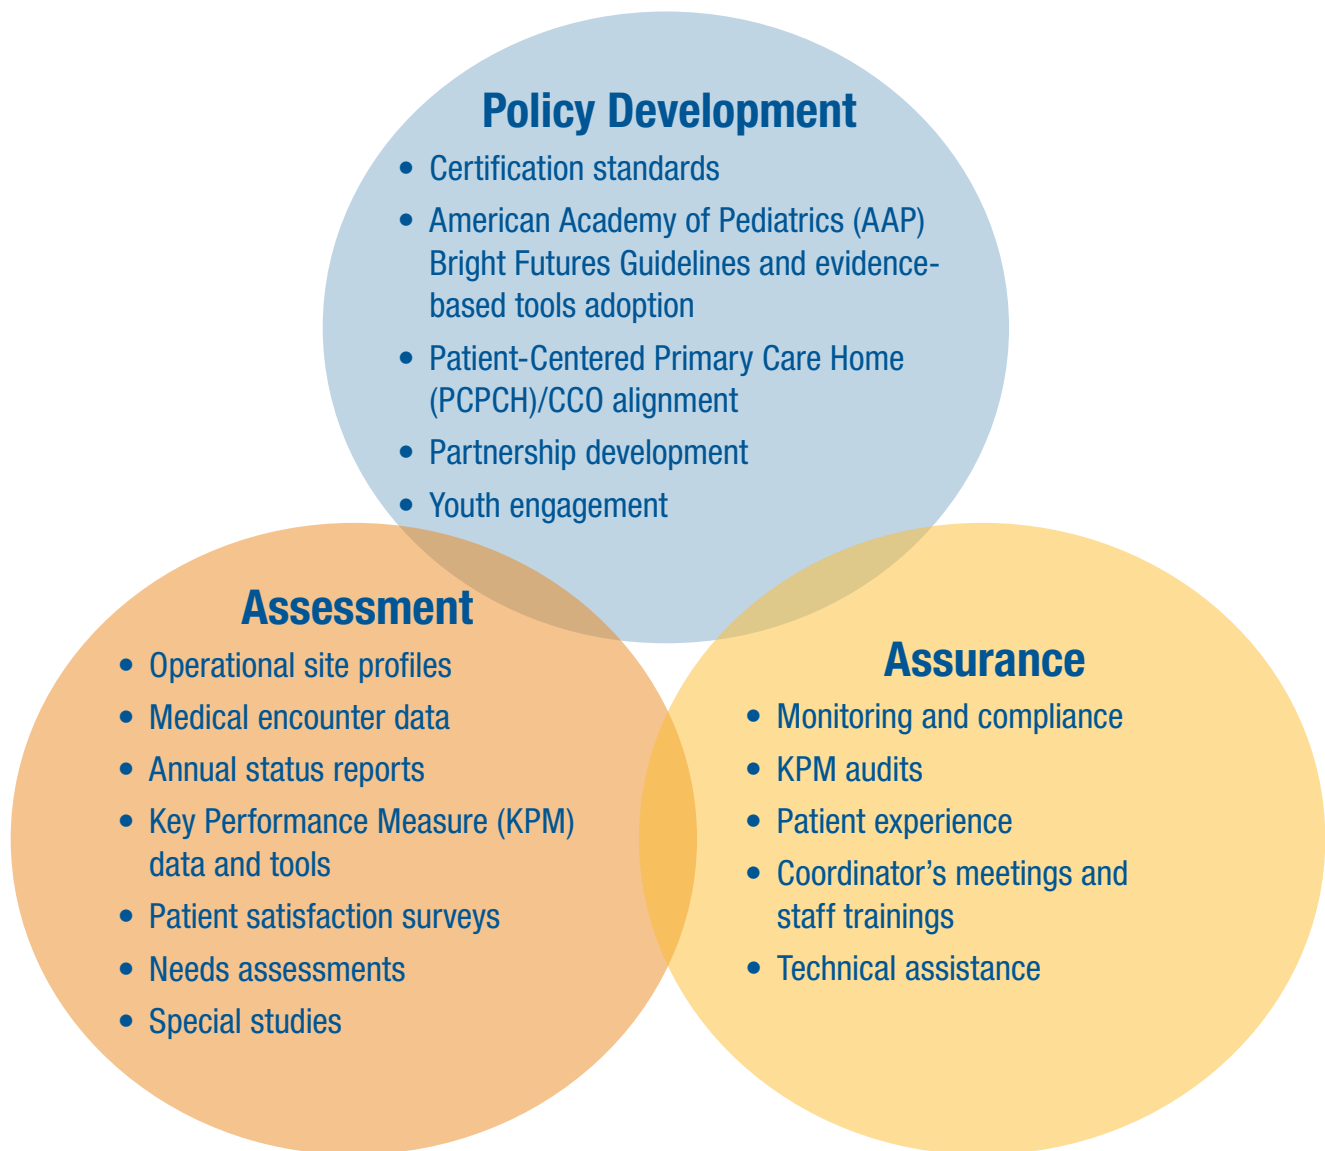 Policy Development
• Certification standards
• American Academy of Pediatrics (AAP)
Bright Futures Guidelines and evidence-
based tools adoption
• Patient-Centered Primary Care Home
(PCPCH)/CCO alignment
• Partnership development
• Youth engagement
Assessment
• Operational site profiles
• Medical encounter data
• Annual status reports
• Key Performance Measure (KPM)
data and tools
• Patient satisfaction surveys
• Needs assessments
• Special studies
Assurance
• Monitoring and compliance
• KPM audits
• Patient experience
• Coordinator’s meetings and
staff trainings
• Technical assistance